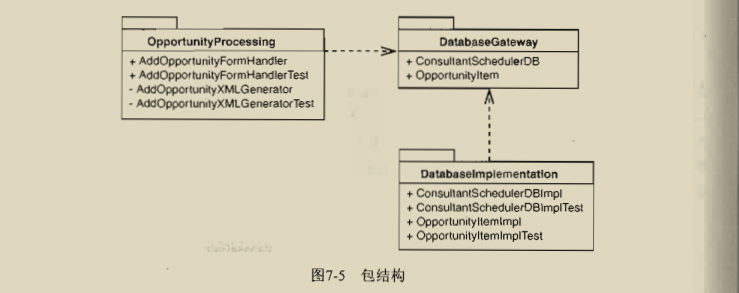 OpportunityProcessing
+ AddOpportunityFormHandler
+ AddOpportunityFormHandlerTest
- AddOpportunityXMLGenerator
- AddOpportunityXMLGeneratorTest
DatabaseGateway
+ ConsultantSchedulerDB
+ OpportunityItem
DatabaseImplementation
+ ConsultantSchedulerDBImpl
+ ConsultantSchedulerDBImplTest
+ OpportunityItemImpl
+ OpportunityItemImplTest
图7-5 包结构